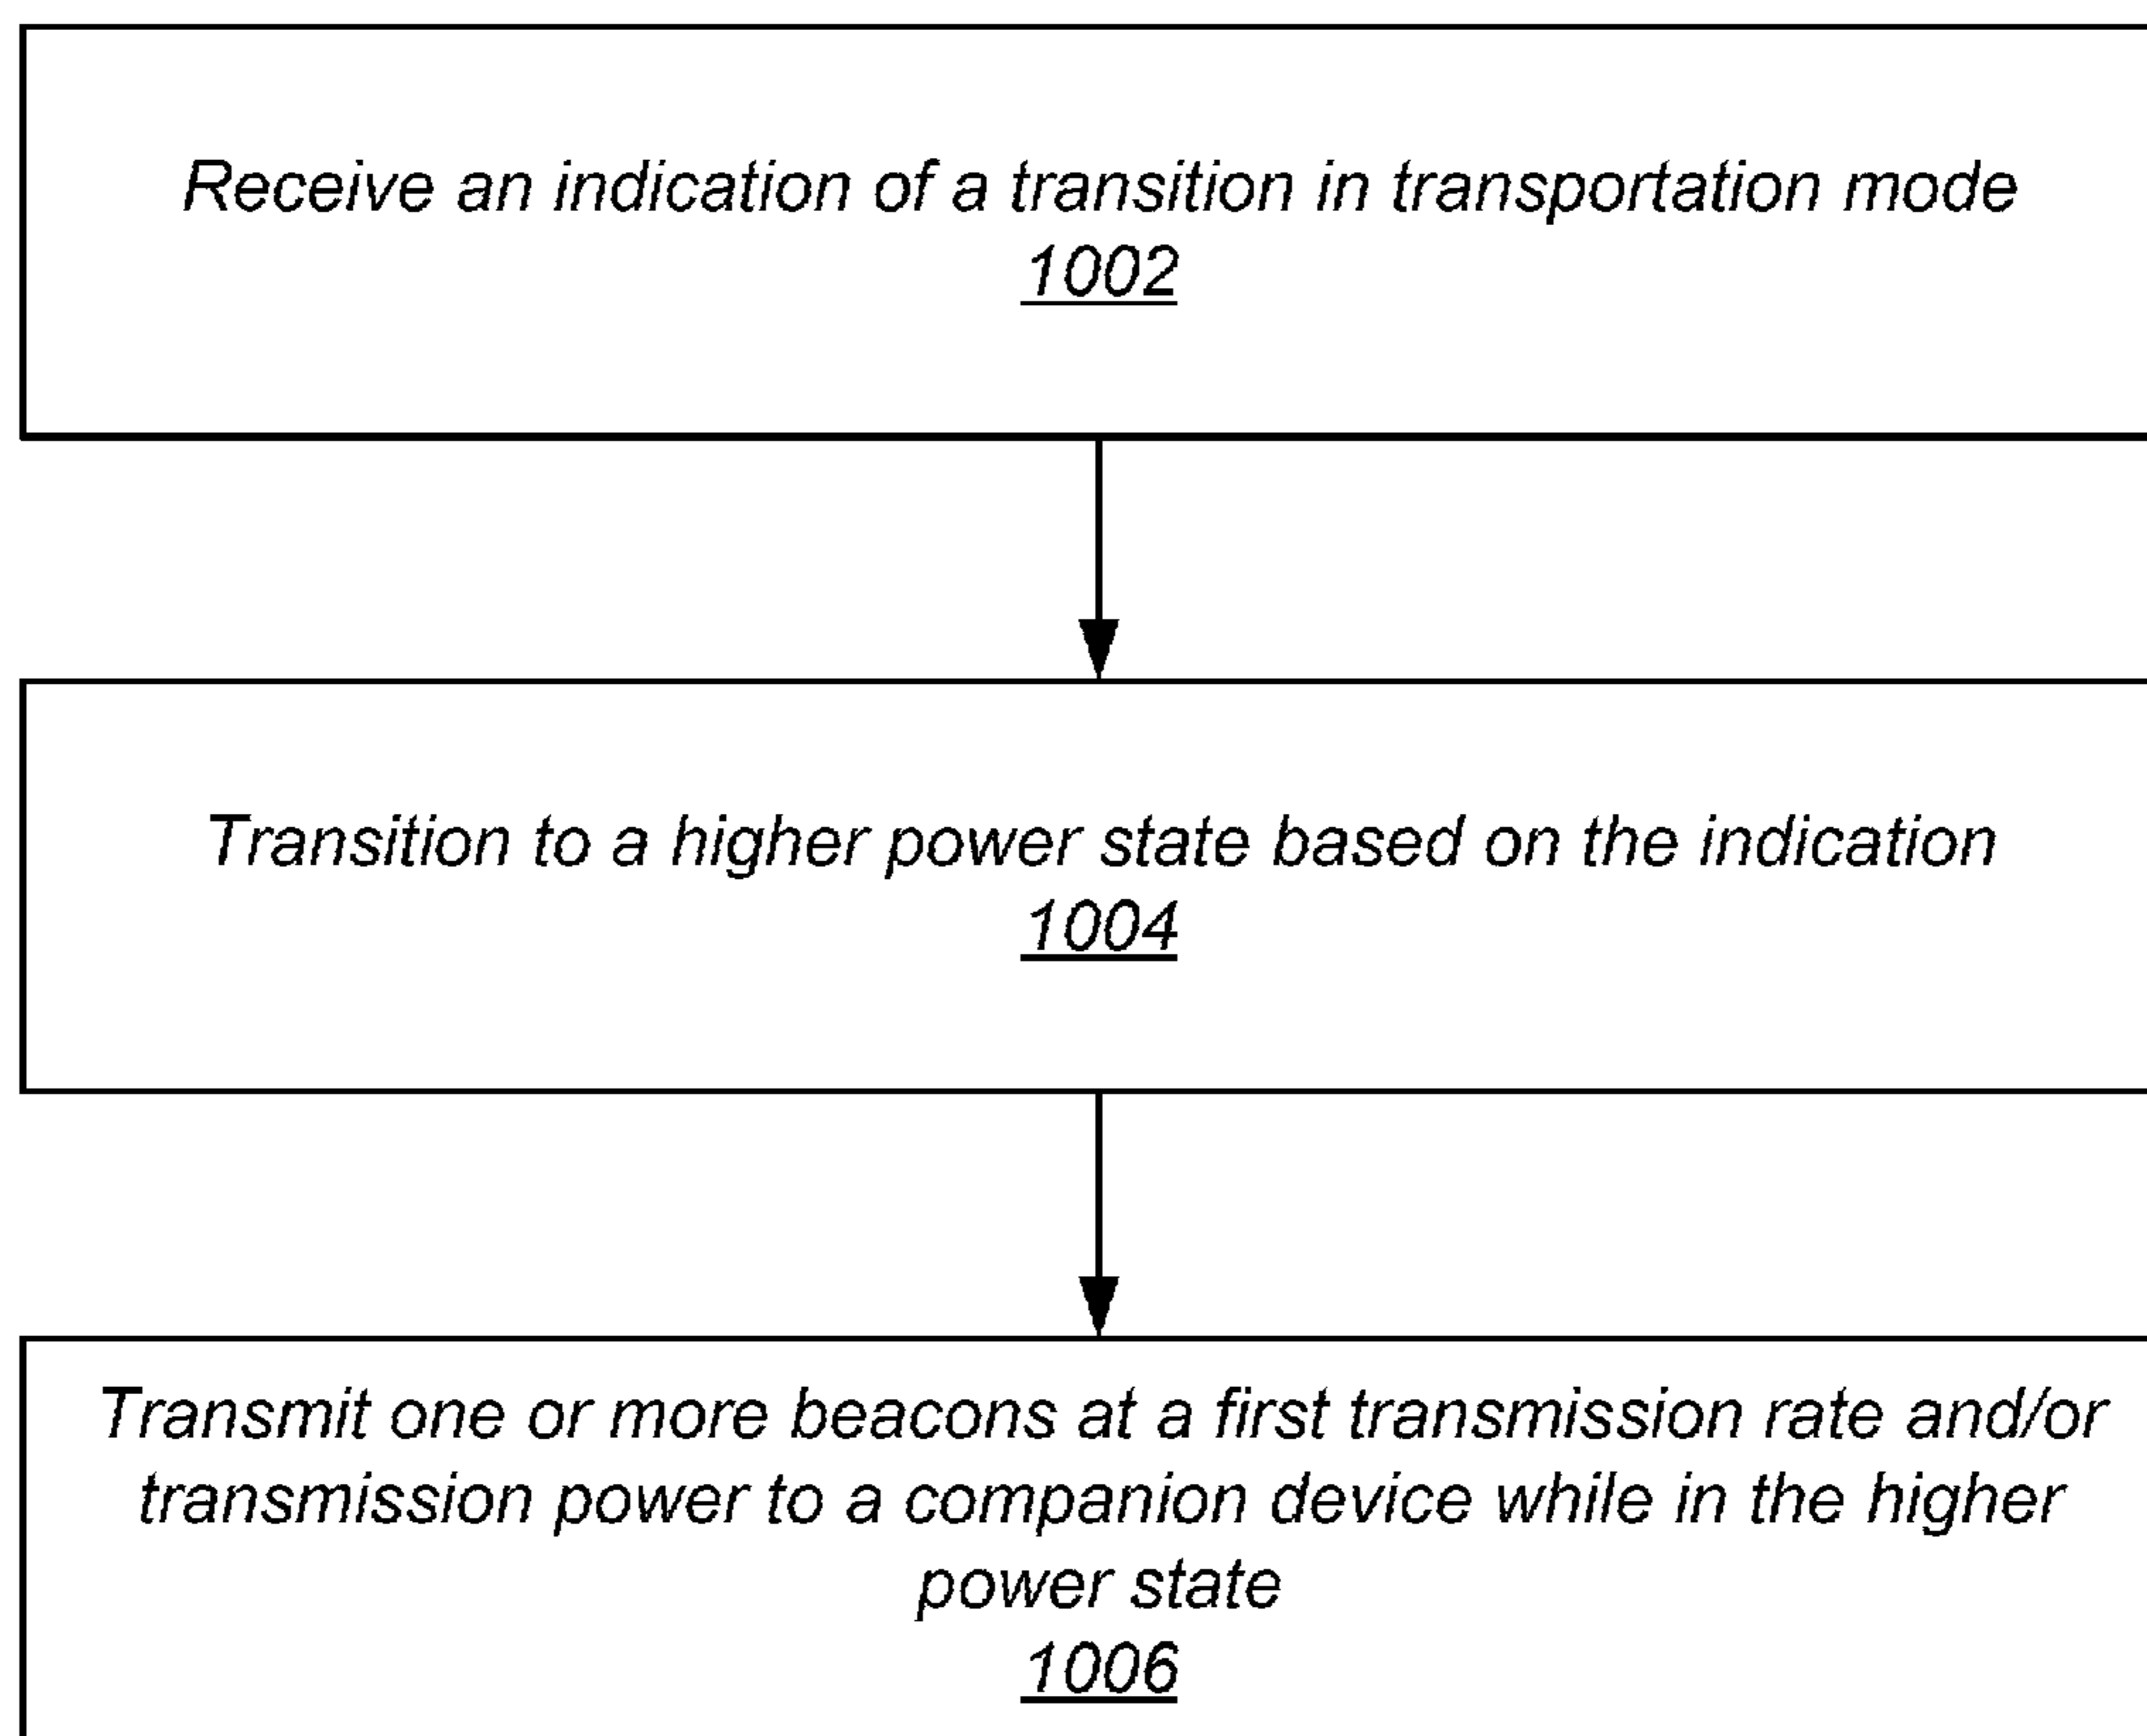 Receive an indication of a transition in transportation mode
1002
Transition to a higher power state based on the indication
1004
Transmit one or more beacons at a first transmission rate and/or
transmission power to a companion device while in the higher
power state
1006